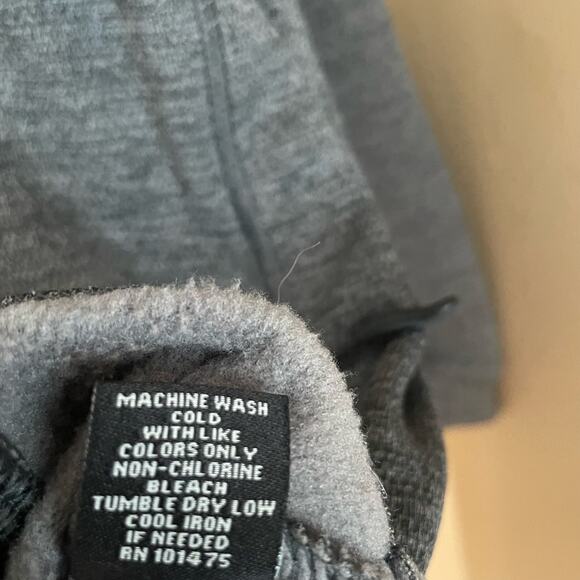 MACHINE WASH
COLD
WITH LIKE
COLORS ONLY
NON-CHLORINE
BLEACH
TUMBLE DRY LOW
COOL IRON
IF NEEDED
RN 101475